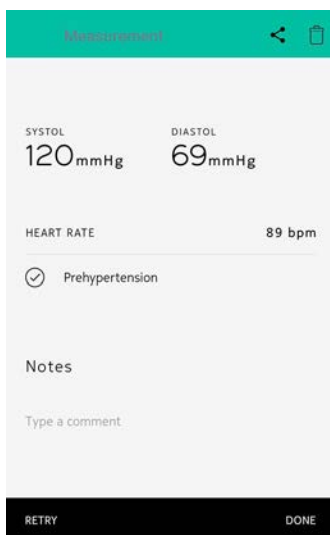 Measurement
SYSTOL DIASTOL
120mmHg 69mmHg
HEART RATE 89 bpm
Prehypertension
Notes
Type a comment
RETRY DONE